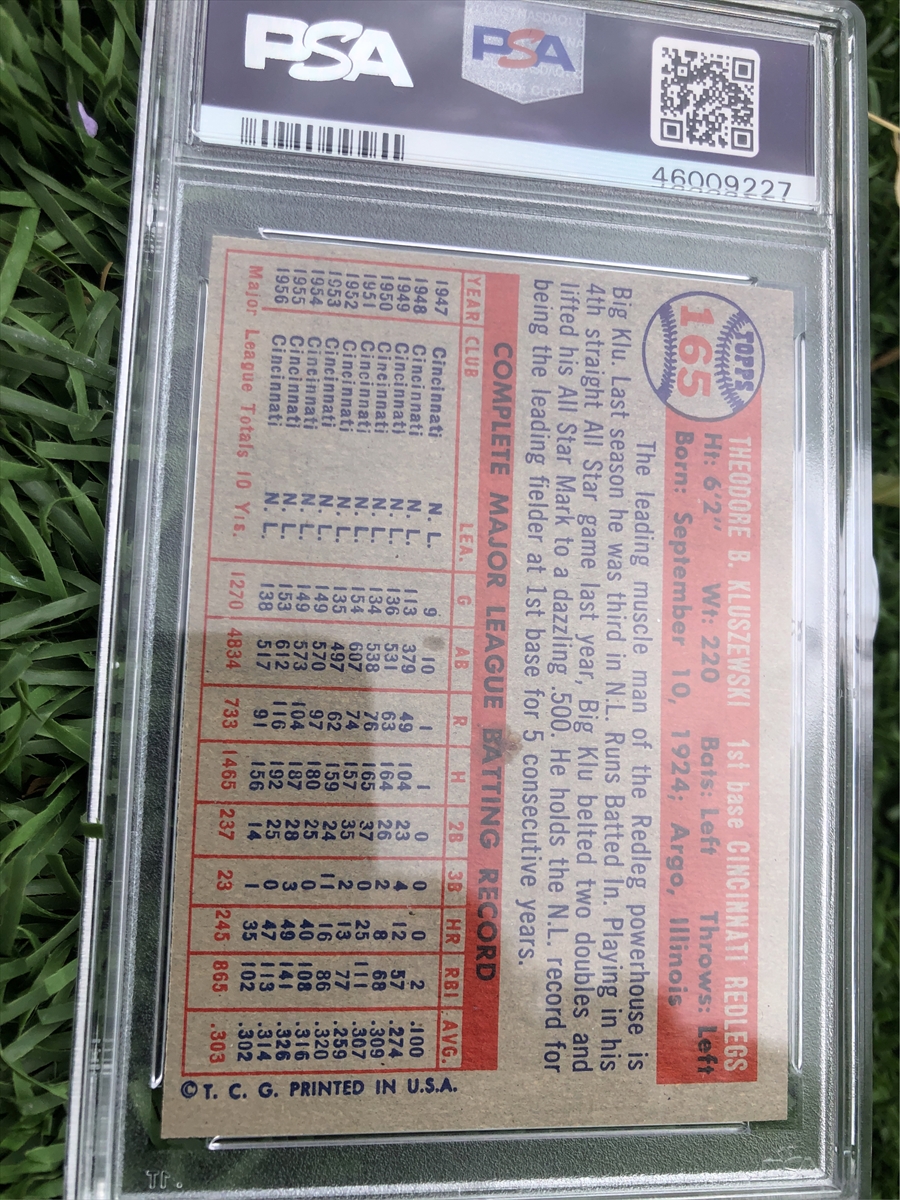 PSA
PSA
46009227
TOPPS
165
THEODORE B. KLUSZEWSKI 1st base CINCINNATI REDLEGS
Ht: 6'2" Wt: 220 Bats: Left Throws: Left
Born: September 10, 1924; Argo, Illinois
The leading muscle man of the Redleg powerhouse is
Big Klu. Last season he was third in N.L. Runs Batted In. Playing in his
4th straight All Star game last year, Big Klu belted two doubles and
lifted his All Star Mark to a dazzling .500. He holds the N.L. record for
being the leading fielder at 1st base for 5 consecutive years.
COMPLETE MAJOR LEAGUE BATTING RECORD
YEAR CLUB LEA. G AB R H 2B 3B HR RBI AVG.
1947 Cincinnati N. L. 9 10 1 1 0 0 0 2 .100
1948 Cincinnati N. L. 113 379 49 104 23 4 12 57 .274
1949 Cincinnati N. L. 136 531 63 164 26 2 8 68 .309
1950 Cincinnati N. L. 134 538 76 165 37 0 25 111 .307
1951 Cincinnati N. L. 154 607 74 157 35 2 13 77 .259
1952 Cincinnati N. L. 135 497 62 159 24 11 16 86 .320
1953 Cincinnati N. L. 149 570 97 180 25 0 40 108 .316
1954 Cincinnati N. L. 149 573 104 187 28 3 49 141 .326
1955 Cincinnati N. L. 153 612 116 192 25 0 47 113 .314
1956 Cincinnati N. L. 138 517 91 156 14 1 35 102 .302
Major League Totals 10 Yrs. 1270 4834 733 1465 237 23 245 865 .303
© T. C. G. PRINTED IN U.S.A.